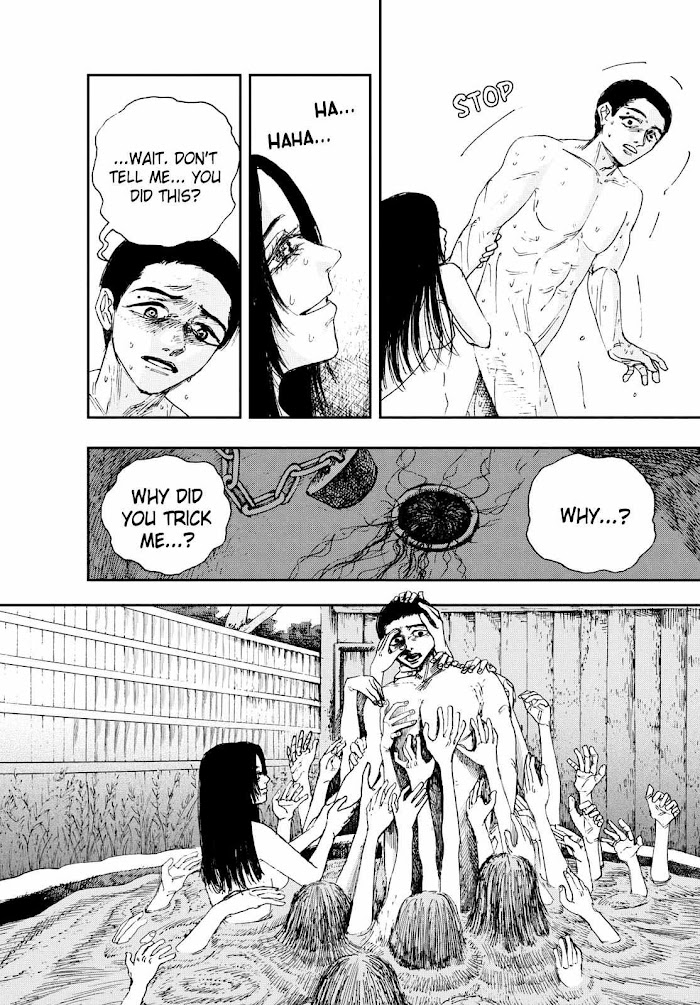 STOP
HA...
HAHA...
...WAIT. DON'T
TELL ME... YOU
DID THIS?
WHY...?
WHY DID
YOU TRICK
ME...?